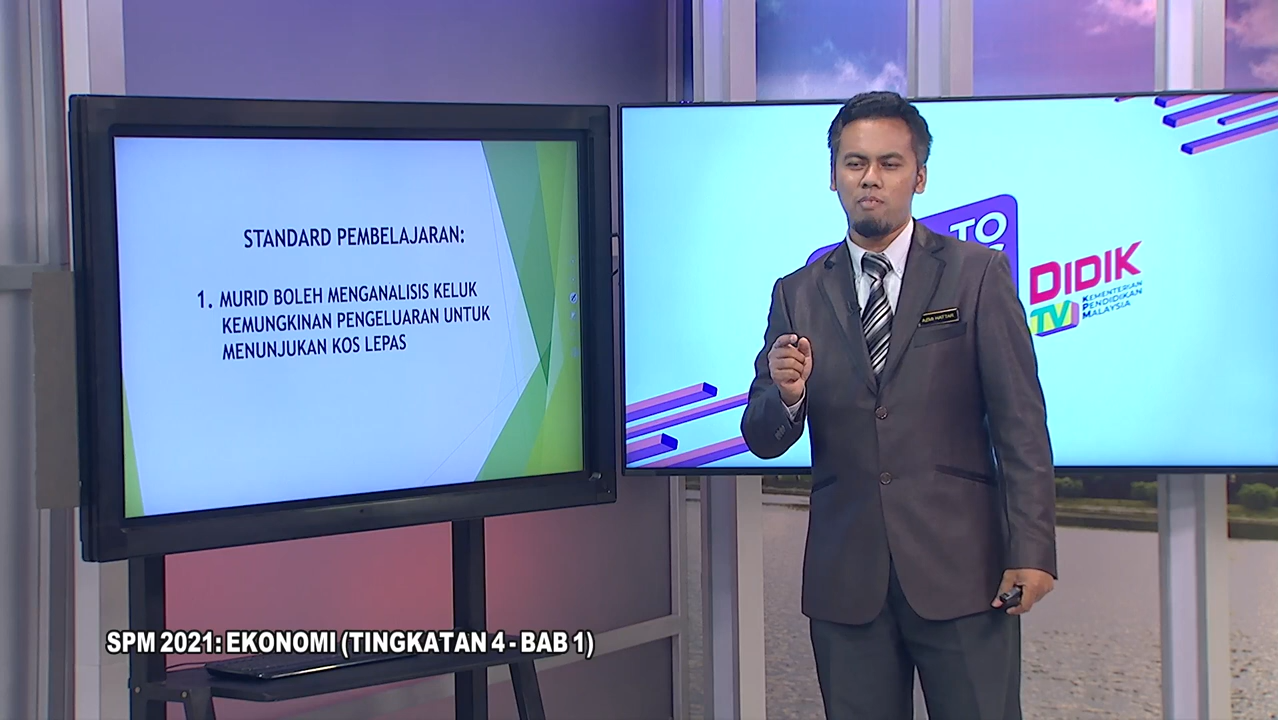 STANDARD PEMBELAJARAN:
1. MURID BOLEH MENGANALISIS KELUK
KEMUNGKINAN PENGELUARAN UNTUK
MENUNJUKAN KOS LEPAS
TO
DIDIK
TV
KEMENTERIAN
PENDIDIKAN
MALAYSIA
SPM 2021: EKONOMI (TINGKATAN 4 - BAB 1)